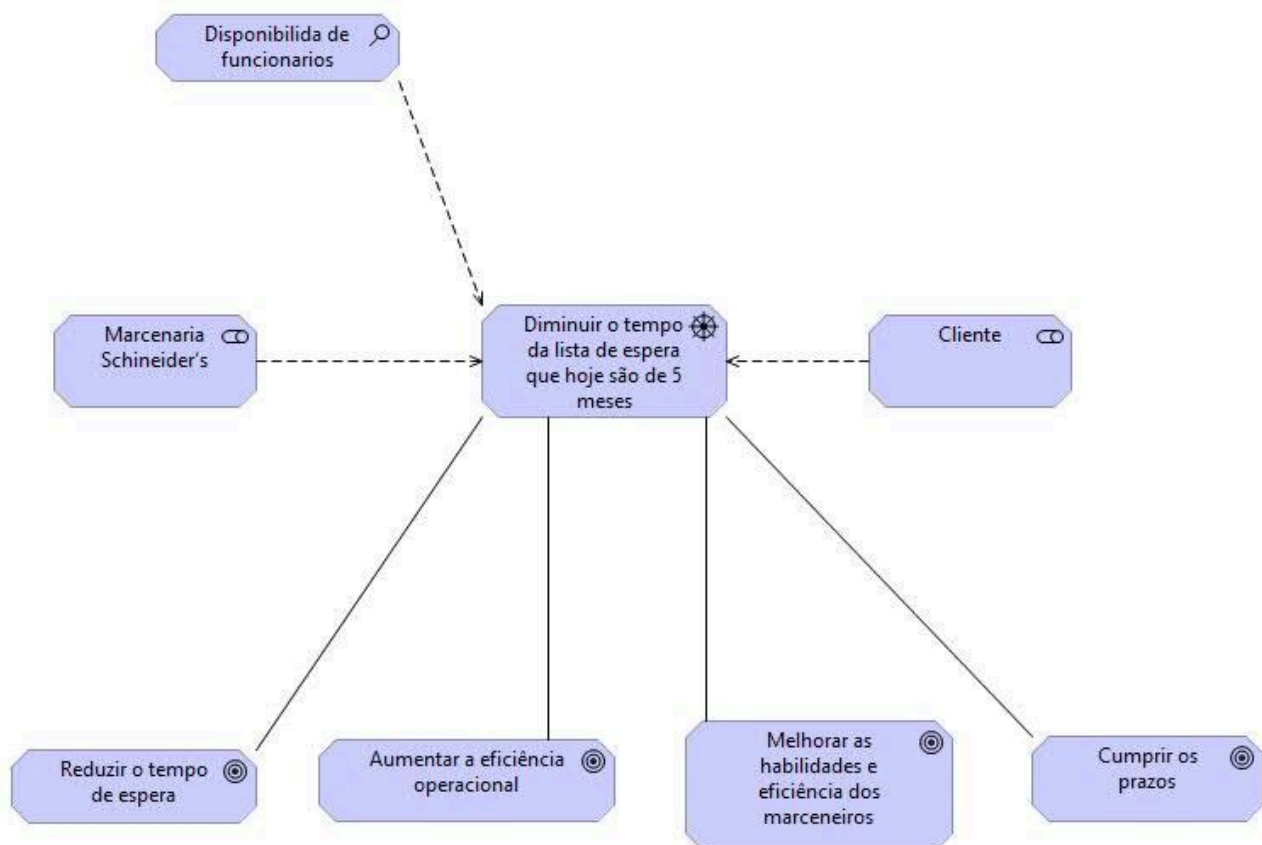 Disponibilida de
funcionarios
Marcenaria
Schineider's
Diminuir o tempo
da lista de espera
que hoje são de 5
meses
Cliente
Reduzir o tempo
de espera
Aumentar a eficiência
operacional
Melhorar as
habilidades e
eficiência dos
marceneiros
Cumprir os
prazos